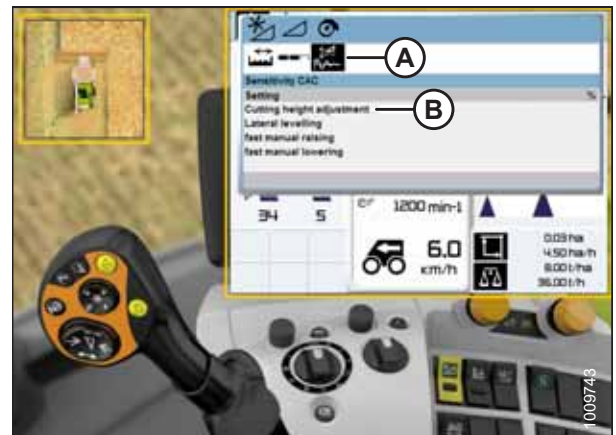 A
Sensitivity CAC
Setting %
Cutting height adjustment
B
Lateral levelling
fast manual raising
fast manual lowering
34 5
1200 min-1
6.0
km/h
0.03 ha
4.50 ha/h
8.00 t/ha
36.00 t/h
1009743